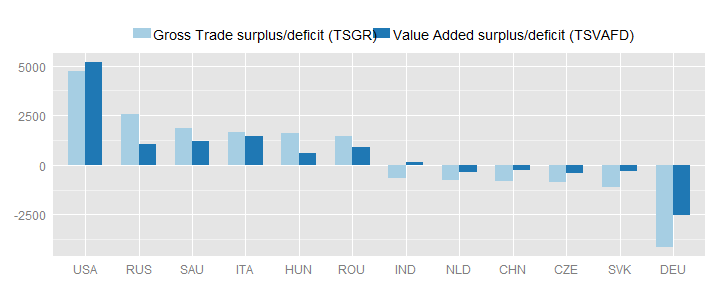 Gross Trade surplus/deficit (TSGR) Value Added surplus/deficit (TSVAFD)
5000
2500
0
-2500
USA RUS SAU ITA HUN ROU IND NLD CHN CZE SVK DEU